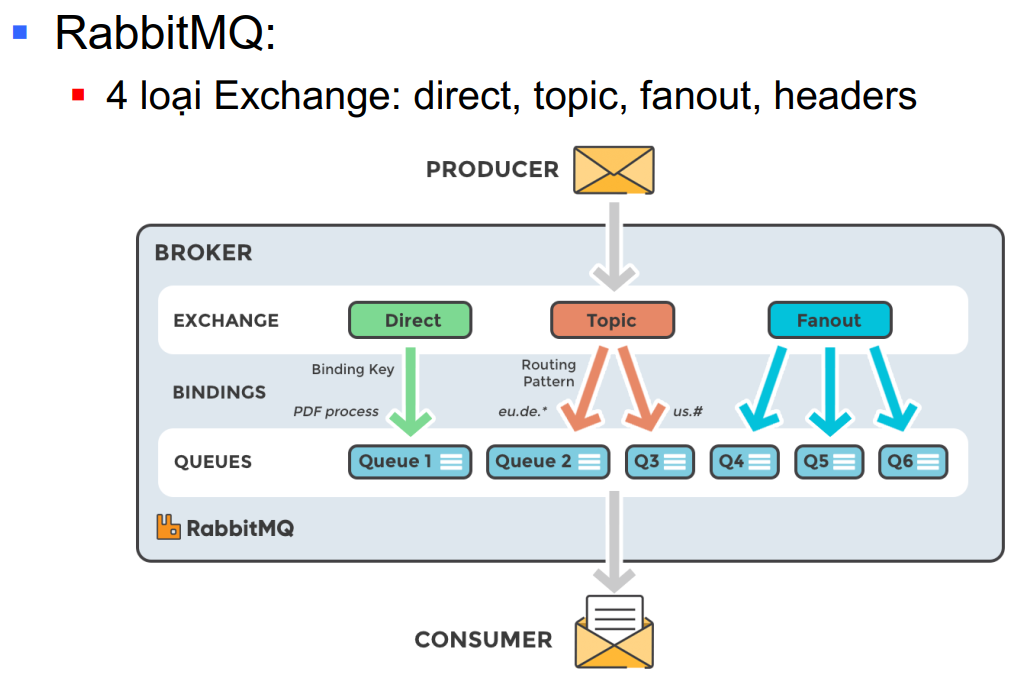 RabbitMQ:
4 loại Exchange: direct, topic, fanout, headers
PRODUCER
BROKER
EXCHANGE
Direct
Topic
Fanout
BINDINGS
Binding Key
PDF process
Routing
Pattern
eu.de.*
us.#
QUEUES
Queue 1
Queue 2
Q3
Q4
Q5
Q6
RabbitMQ
CONSUMER